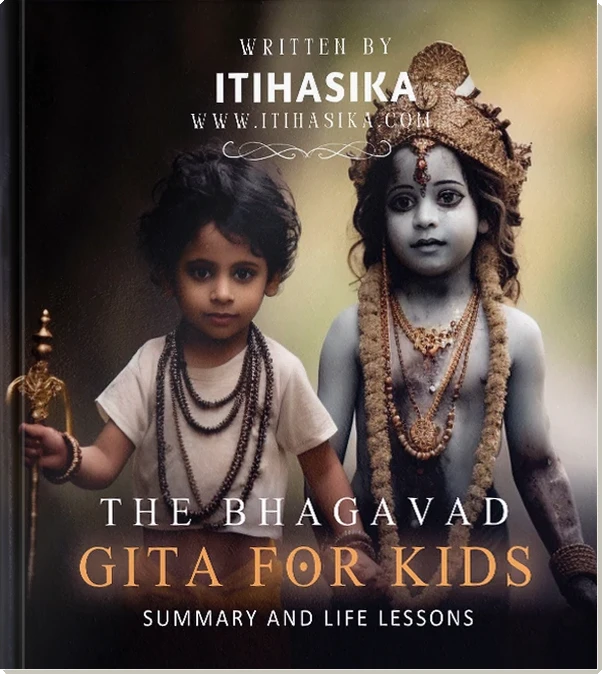 WRITTEN BY
ITIHASIKA
WWW.ITIHASIKA.COM
THE BHAGAVAD
GITA FOR KIDS
SUMMARY AND LIFE LESSONS